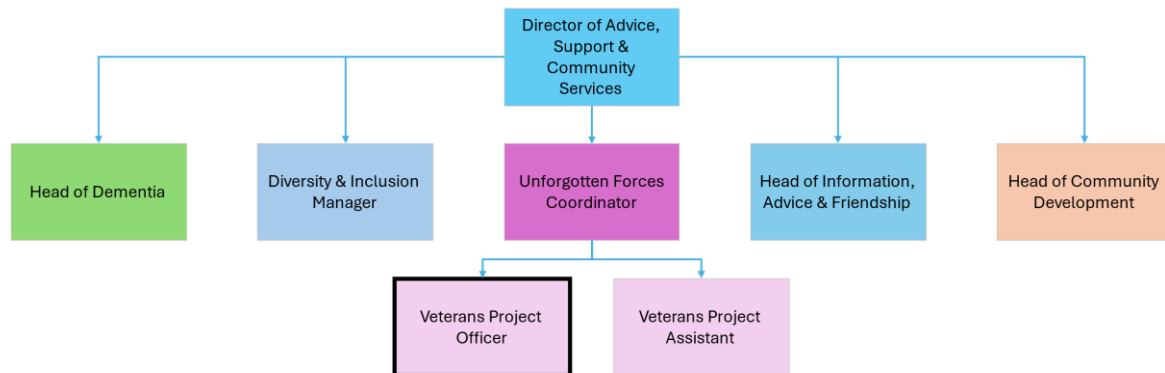 Director of Advice,
Support &
Community
Services
Head of Dementia
Diversity & Inclusion
Manager
Unforgotten Forces
Coordinator
Head of Information,
Advice & Friendship
Head of Community
Development
Veterans Project
Officer
Veterans Project
Assistant